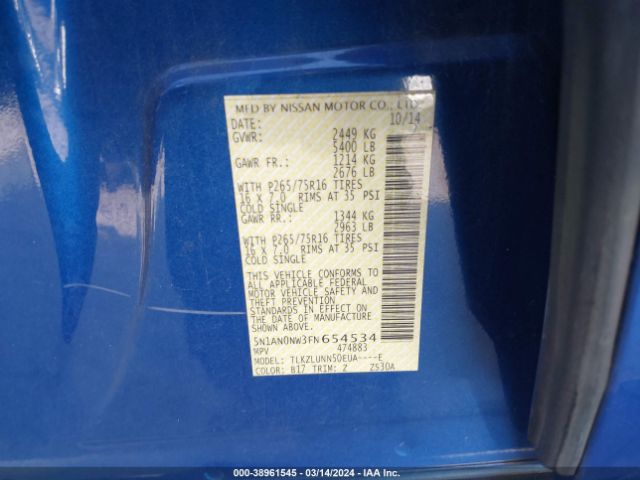 MFD BY NISSAN MOTOR CO., LTD.
DATE: 10/14
GVWR: 2449 KG
5400 LB
GAWR FR.: 1214 KG
2676 LB
WITH P265/75R16 TIRES
16 X 7.0 RIMS AT 35 PSI
COLD SINGLE
GAWR RR.: 1344 KG
2963 LB
WITH P265/75R16 TIRES
16 X 7.0 RIMS AT 35 PSI
COLD SINGLE
THIS VEHICLE CONFORMS TO
ALL APPLICABLE FEDERAL
MOTOR VEHICLE SAFETY AND
THEFT PREVENTION
STANDARDS IN EFFECT ON
THE DATE OF MANUFACTURE
SHOWN ABOVE.
5N1AN0NW3FN654534
MPV 474883
MODEL: TLKZLUNN50EUA----E
COLOR: B17 TRIM: Z ZS30A
000-38961545 - 03/14/2024 - IAA Inc.